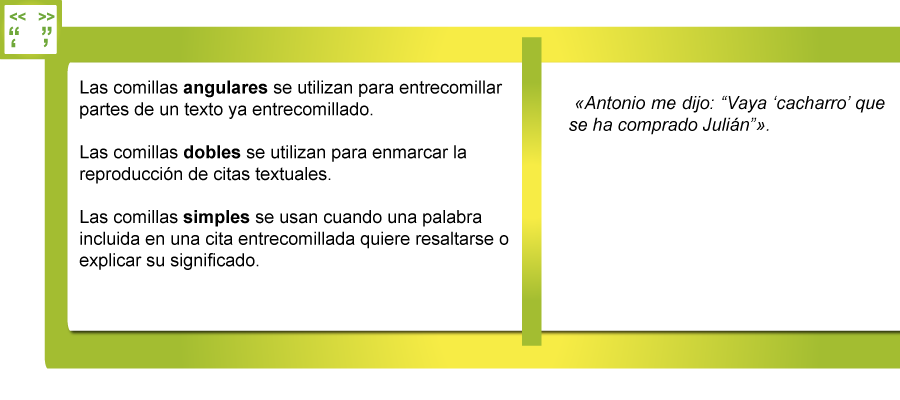 << >>
“ ”
‘ ’
Las comillas angulares se utilizan para entrecomillar
partes de un texto ya entrecomillado.
Las comillas dobles se utilizan para enmarcar la
reproducción de citas textuales.
Las comillas simples se usan cuando una palabra
incluida en una cita entrecomillada quiere resaltarse o
explicar su significado.
«Antonio me dijo: “Vaya ‘cacharro’ que
se ha comprado Julián”».